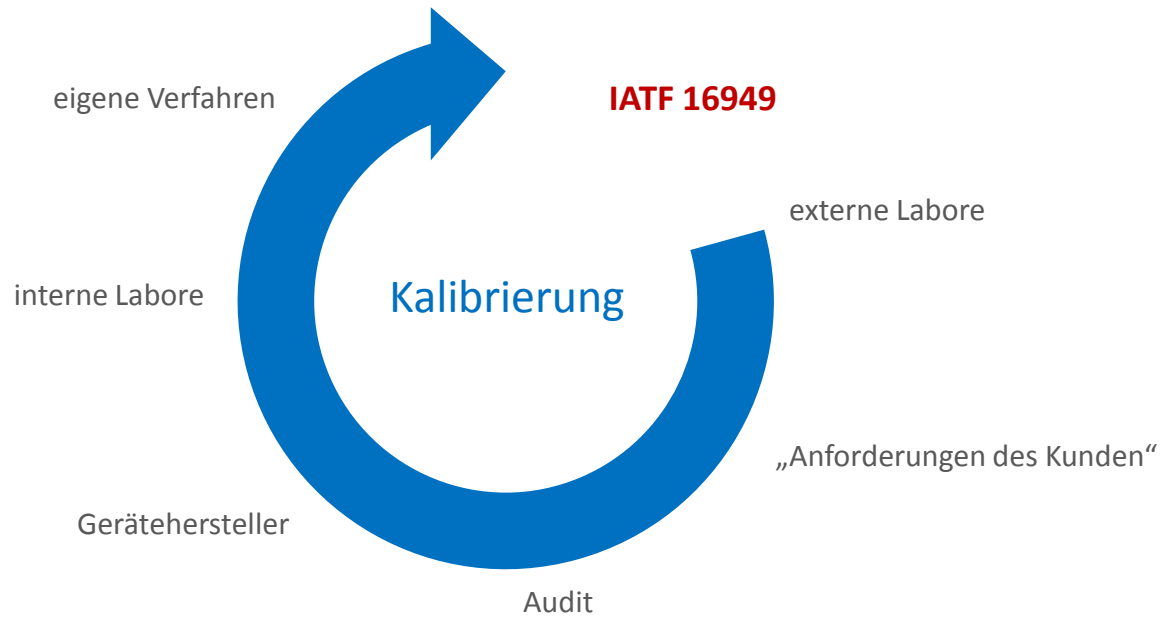 eigene Verfahren
IATF 16949
externe Labore
interne Labore
Kalibrierung
„Anforderungen des Kunden“
Gerätehersteller
Audit